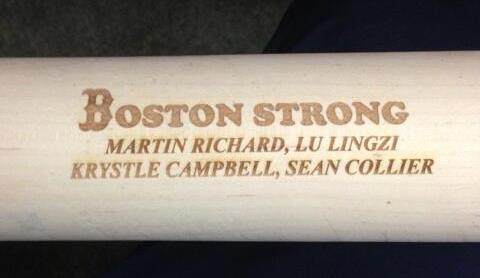 BOSTON STRONG
MARTIN RICHARD, LU LINGZI
KRYSTLE CAMPBELL, SEAN COLLIER